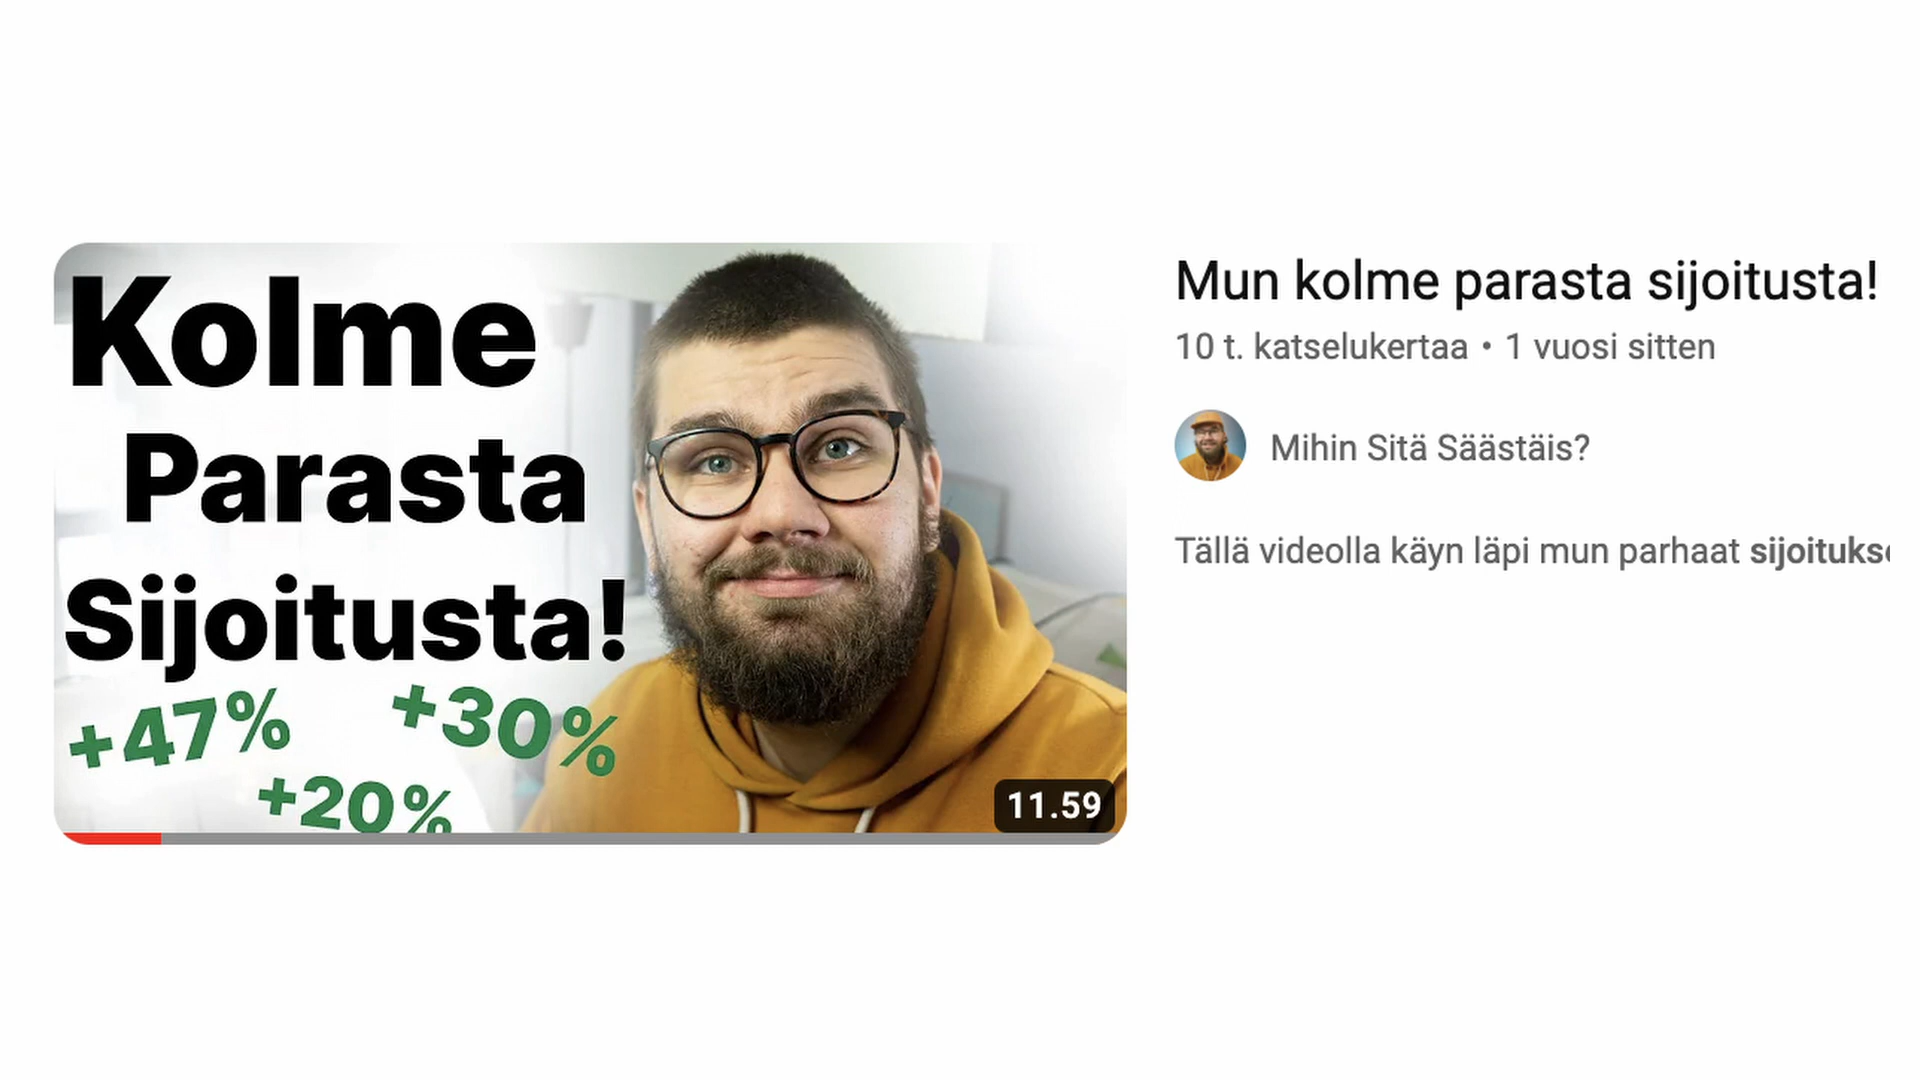 Kolme
Parasta
Sijoitusta!
+47% +30%
+20%
11.59
Mun kolme parasta sijoitusta!
10 t. katselukertaa • 1 vuosi sitten
Mihin Sitä Säästäis?
Tällä videolla käyn läpi mun parhaat